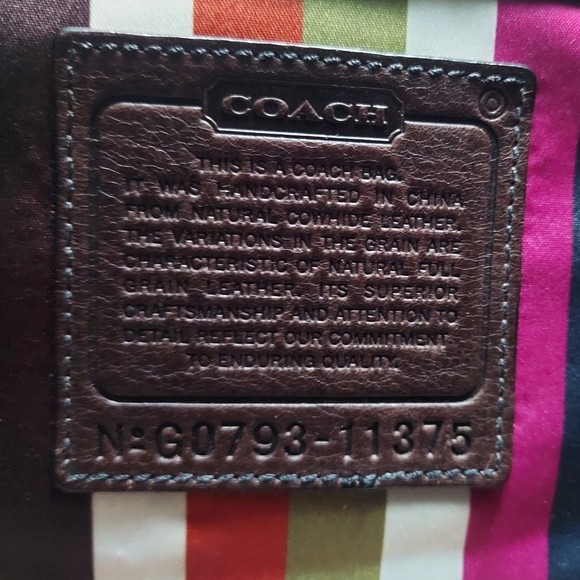 COACH
THIS IS A COACH BAG.
IT WAS HANDCRAFTED IN CHINA
FROM NATURAL COWHIDE LEATHER.
THE VARIATIONS IN THE GRAIN ARE
CHARACTERISTIC OF NATURAL FULL
GRAIN LEATHER. ITS SUPERIOR
CRAFTSMANSHIP AND ATTENTION TO
DETAIL REFLECT OUR COMMITMENT
TO ENDURING QUALITY.
Nº G0793-11375